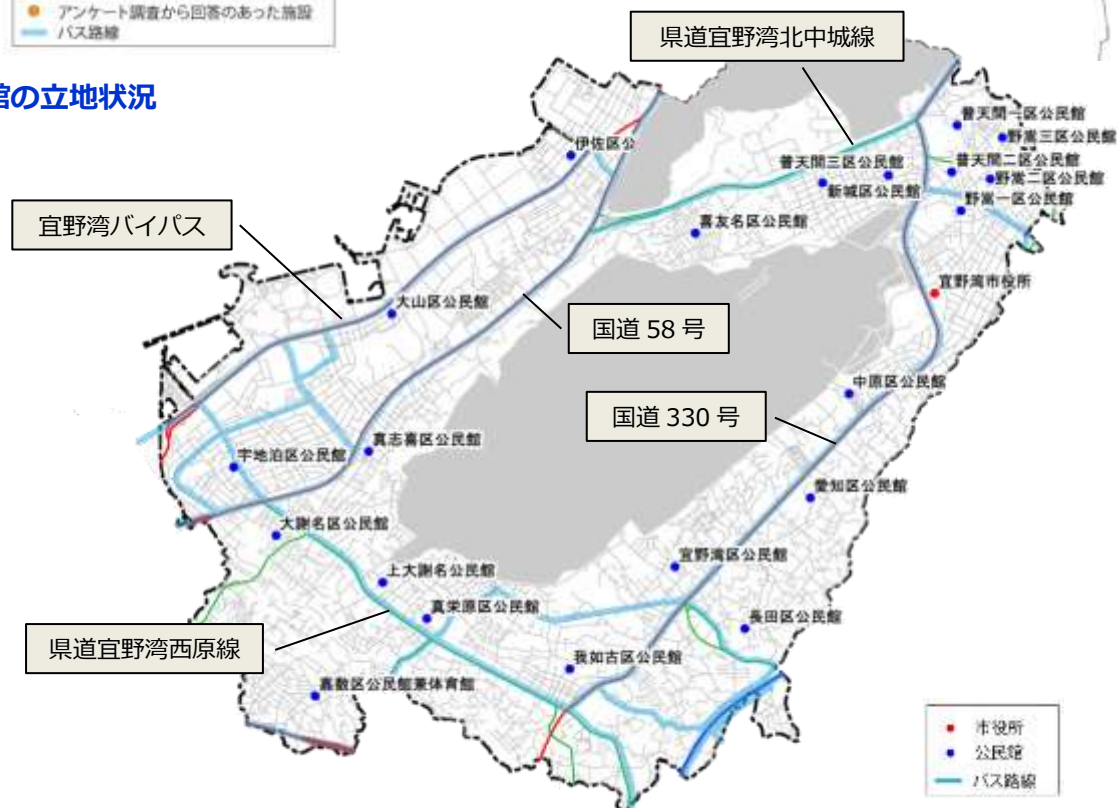 アンケート調査から回答のあった施設
バス路線
館の立地状況
県道宜野湾北中城線
普天間一区公民館
伊佐区公
野嵩三区公民館
普天間三区公民館
普天間二区公民館
野嵩二区公民館
新城区公民館
野嵩一区公民館
宜野湾バイパス
喜友名区公民館
宜野湾市役所
大山区公民館
国道 58 号
中原区公民館
国道 330 号
真志喜区公民館
宇地泊区公民館
愛知区公民館
大謝名区公民館
宜野湾区公民館
上大謝名公民館
真栄原区公民館
長田区公民館
県道宜野湾西原線
我如古区公民館
嘉数区公民館兼体育館
市役所
公民館
バス路線